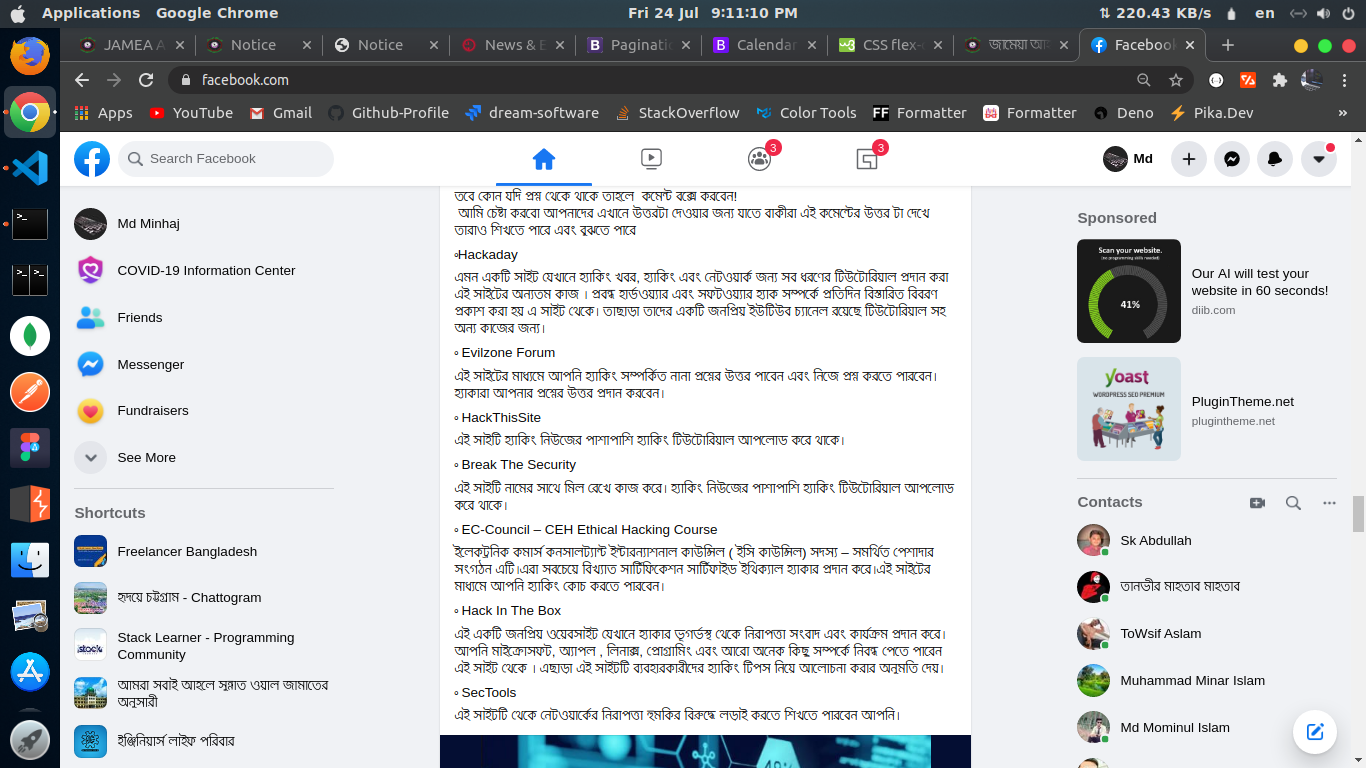 Applications Google Chrome Fri 24 Jul 9:11:10 PM 220.43 KB/s en
JAMEA A Notice Notice News & E Paginati Calendar CSS flex- জামেয়া আহ Facebook
facebook.com
Apps YouTube Gmail Github-Profile dream-software StackOverflow Color Tools FF Formatter Formatter Deno Pika.Dev »
Search Facebook 3 3 Md
Md Minhaj
COVID-19 Information Center
Friends
Messenger
Fundraisers
See More
Shortcuts
Freelancer Bangladesh
হৃদয়ে চট্টগ্রাম - Chattogram
Stack Learner - Programming
Community
আমরা সবাই আহলে সুন্নাত ওয়াল জামাতের
অনুসারী
ইঞ্জিনিয়ার্স লাইফ পরিবার
তবে কোন যদি প্রশ্ন থেকে থাকে তাহলে কমেন্ট বক্সে করবেন!
আমি চেষ্টা করবো আপনাদের এখানে উত্তরটা দেওয়ার জন্য যাতে বাকীরা এই কমেন্টের উত্তর টা দেখে
তারাও শিখতে পারে এবং বুঝতে পারে
▫Hackaday
এমন একটি সাইট যেখানে হ্যাকিং খবর, হ্যাকিং এবং নেটওয়ার্ক জন্য সব ধরণের টিউটোরিয়াল প্রদান করা
এই সাইটের অন্যতম কাজ । প্রবন্ধ হার্ডওয়্যার এবং সফটওয়্যার হ্যাক সম্পর্কে প্রতিদিন বিস্তারিত বিবরণ
প্রকাশ করা হয় এ সাইট থেকে। তাছাড়া তাদের একটি জনপ্রিয় ইউটিউব চ্যানেল রয়েছে টিউটোরিয়াল সহ
অন্য কাজের জন্য।
▫ Evilzone Forum
এই সাইটের মাধ্যমে আপনি হ্যাকিং সম্পর্কিত নানা প্রশ্নের উত্তর পাবেন এবং নিজে প্রশ্ন করতে পারবেন।
হ্যাকারা আপনার প্রশ্নের উত্তর প্রদান করবেন।
▫ HackThisSite
এই সাইটি হ্যাকিং নিউজের পাশাপাশি হ্যাকিং টিউটোরিয়াল আপলোড করে থাকে।
▫ Break The Security
এই সাইটি নামের সাথে মিল রেখে কাজ করে। হ্যাকিং নিউজের পাশাপাশি হ্যাকিং টিউটোরিয়াল আপলোড
করে থাকে।
▫ EC-Council – CEH Ethical Hacking Course
ইলেকট্রনিক কমার্স কনসালট্যান্ট ইন্টারন্যাশনাল কাউন্সিল ( ইসি কাউন্সিল) সদস্য – সমর্থিত পেশাদার
সংগঠন এটি।এরা সবচেয়ে বিখ্যাত সার্টিফিকেশন সার্টিফাইড ইথিক্যাল হ্যাকার প্রদান করে।এই সাইটের
মাধ্যমে আপনি হ্যাকিং কোচ করতে পারবেন।
▫ Hack In The Box
এই একটি জনপ্রিয় ওয়েবসাইট যেখানে হ্যাকার ভূগর্ভস্থ থেকে নিরাপত্তা সংবাদ এবং কার্যক্রম প্রদান করে।
আপনি মাইক্রোসফট, অ্যাপল , লিনাক্স, প্রোগ্রামিং এবং আরো অনেক কিছু সম্পর্কে নিবন্ধ পেতে পারেন
এই সাইট থেকে । এছাড়া এই সাইটটি ব্যবহারকারীদের হ্যাকিং টিপস নিয়ে আলোচনা করার অনুমতি দেয়।
▫ SecTools
এই সাইটটি থেকে নেটওয়ার্কের নিরাপত্তা হুমকির বিরুদ্ধে লড়াই করতে শিখতে পারবেন আপনি।
Sponsored
Scan your website.
(no programming skills needed)
41%
Our AI will test your
website in 60 seconds!
diib.com
yoast
WORDPRESS SEO PREMIUM
PluginTheme.net
plugintheme.net
Contacts
Sk Abdullah
তানভীর মাহতাব মাহতাব
ToWsif Aslam
Muhammad Minar Islam
Md Mominul Islam